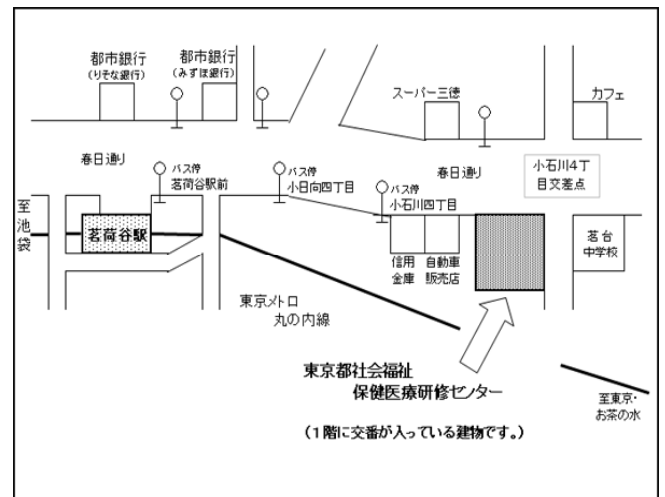 都市銀行
(りそな銀行)
都市銀行
(みずほ銀行)
スーパー三徳
カフェ
春日通り
バス停
茗荷谷駅前
バス停
小日向四丁目
バス停
小石川四丁目
春日通り
小石川4丁
目交差点
至池袋
茗荷谷駅
信用
金庫
自動車
販売店
茗台
中学校
東京メトロ
丸の内線
東京都社会福祉
保健医療研修センター
(1階に交番が入っている建物です。)
至東京・
お茶の水